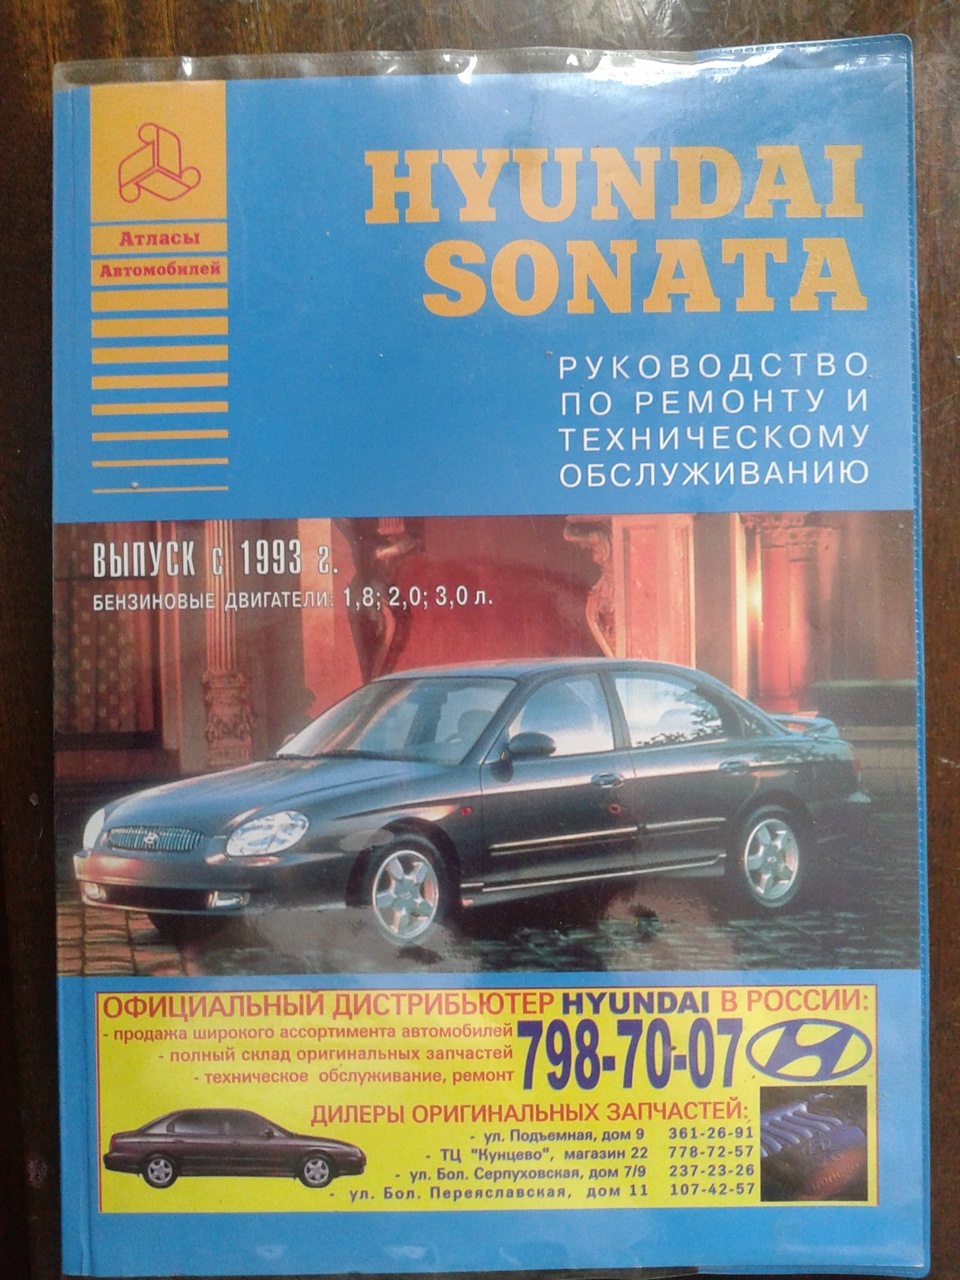 Атласы
Автомобилей
HYUNDAI
SONATA
РУКОВОДСТВО
ПО РЕМОНТУ И
ТЕХНИЧЕСКОМУ
ОБСЛУЖИВАНИЮ
ВЫПУСК с 1993 г.
БЕНЗИНОВЫЕ ДВИГАТЕЛИ: 1,8; 2,0; 3,0 л.
ОФИЦИАЛЬНЫЙ ДИСТРИБЬЮТЕР HYUNDAI В РОССИИ:
- продажа широкого ассортимента автомобилей
- полный склад оригинальных запчастей
- техническое обслуживание, ремонт
798-70-07
ДИЛЕРЫ ОРИГИНАЛЬНЫХ ЗАПЧАСТЕЙ:
- ул. Подъемная, дом 9 361-26-91
- ТЦ "Кунцево", магазин 22 778-72-57
- ул. Бол. Серпуховская, дом 7/9 237-23-26
- ул. Бол. Переяславская, дом 11 107-42-57